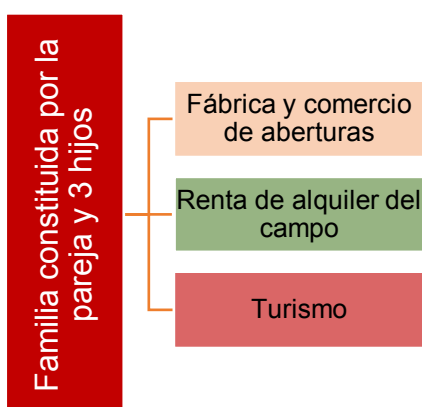 Familia constituida por la
pareja y 3 hijos
Fábrica y comercio
de aberturas
Renta de alquiler del
campo
Turismo